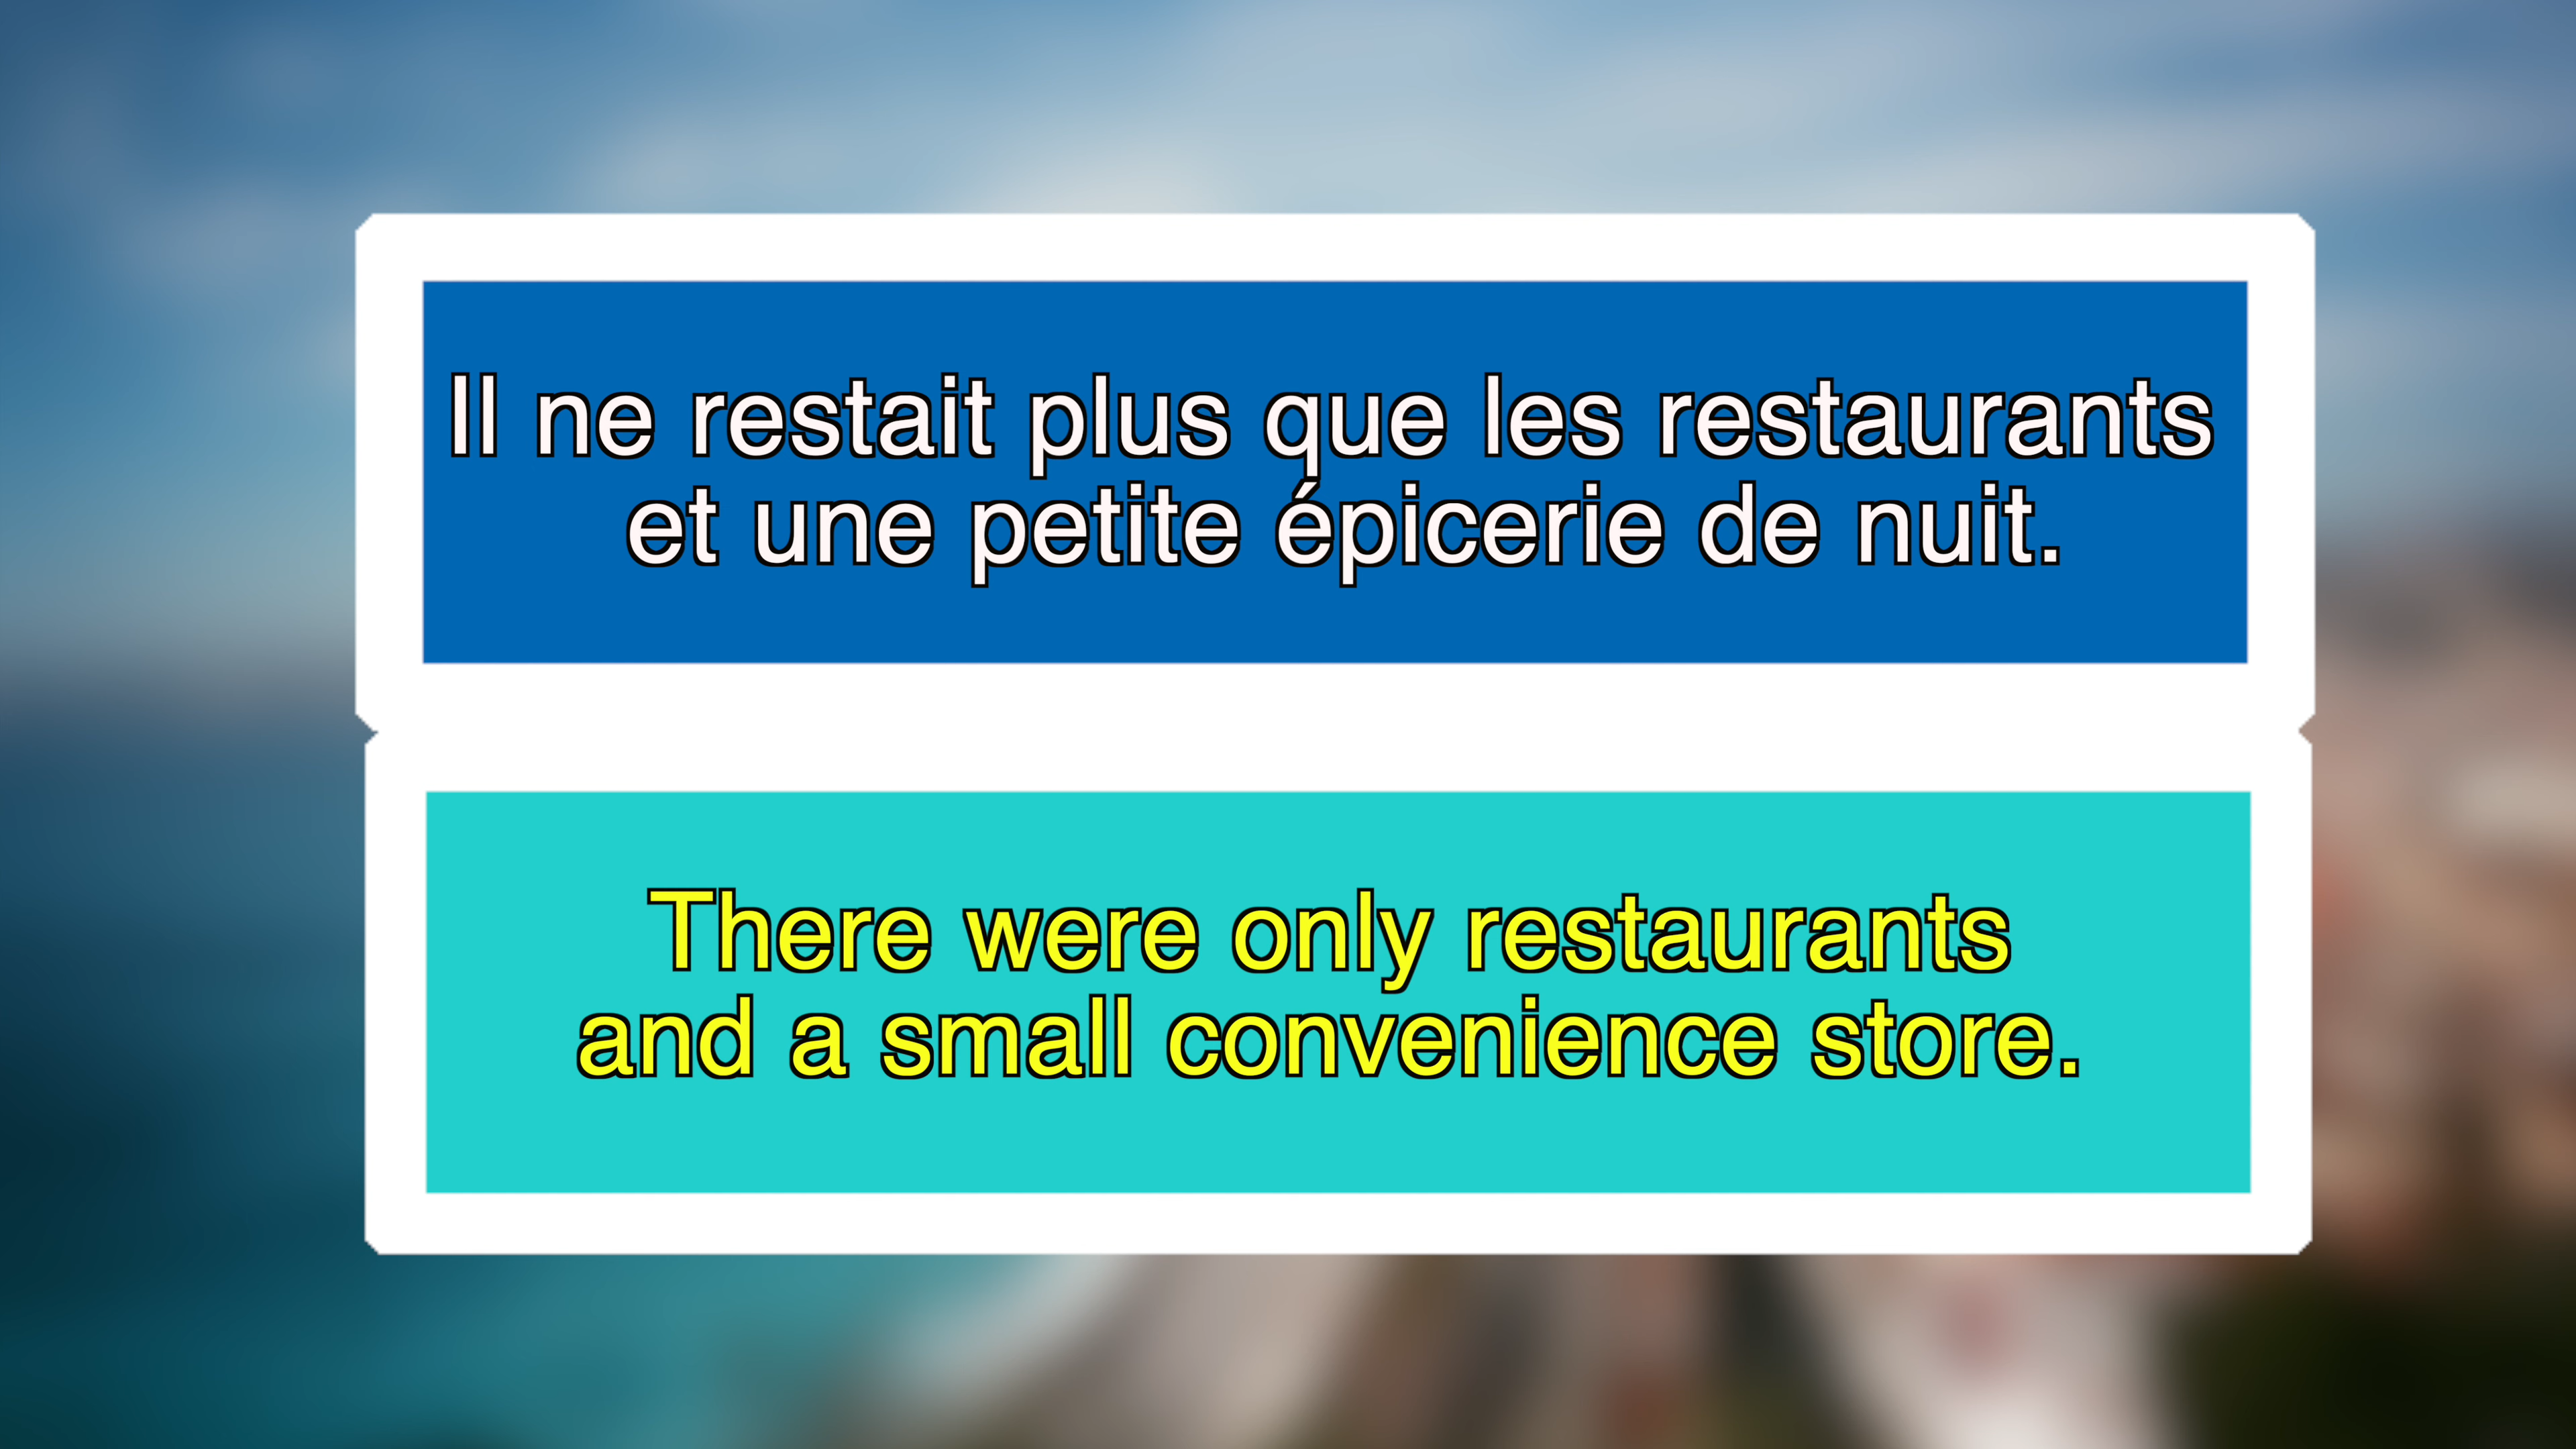 Il ne restait plus que les restaurants
et une petite épicerie de nuit.
There were only restaurants
and a small convenience store.